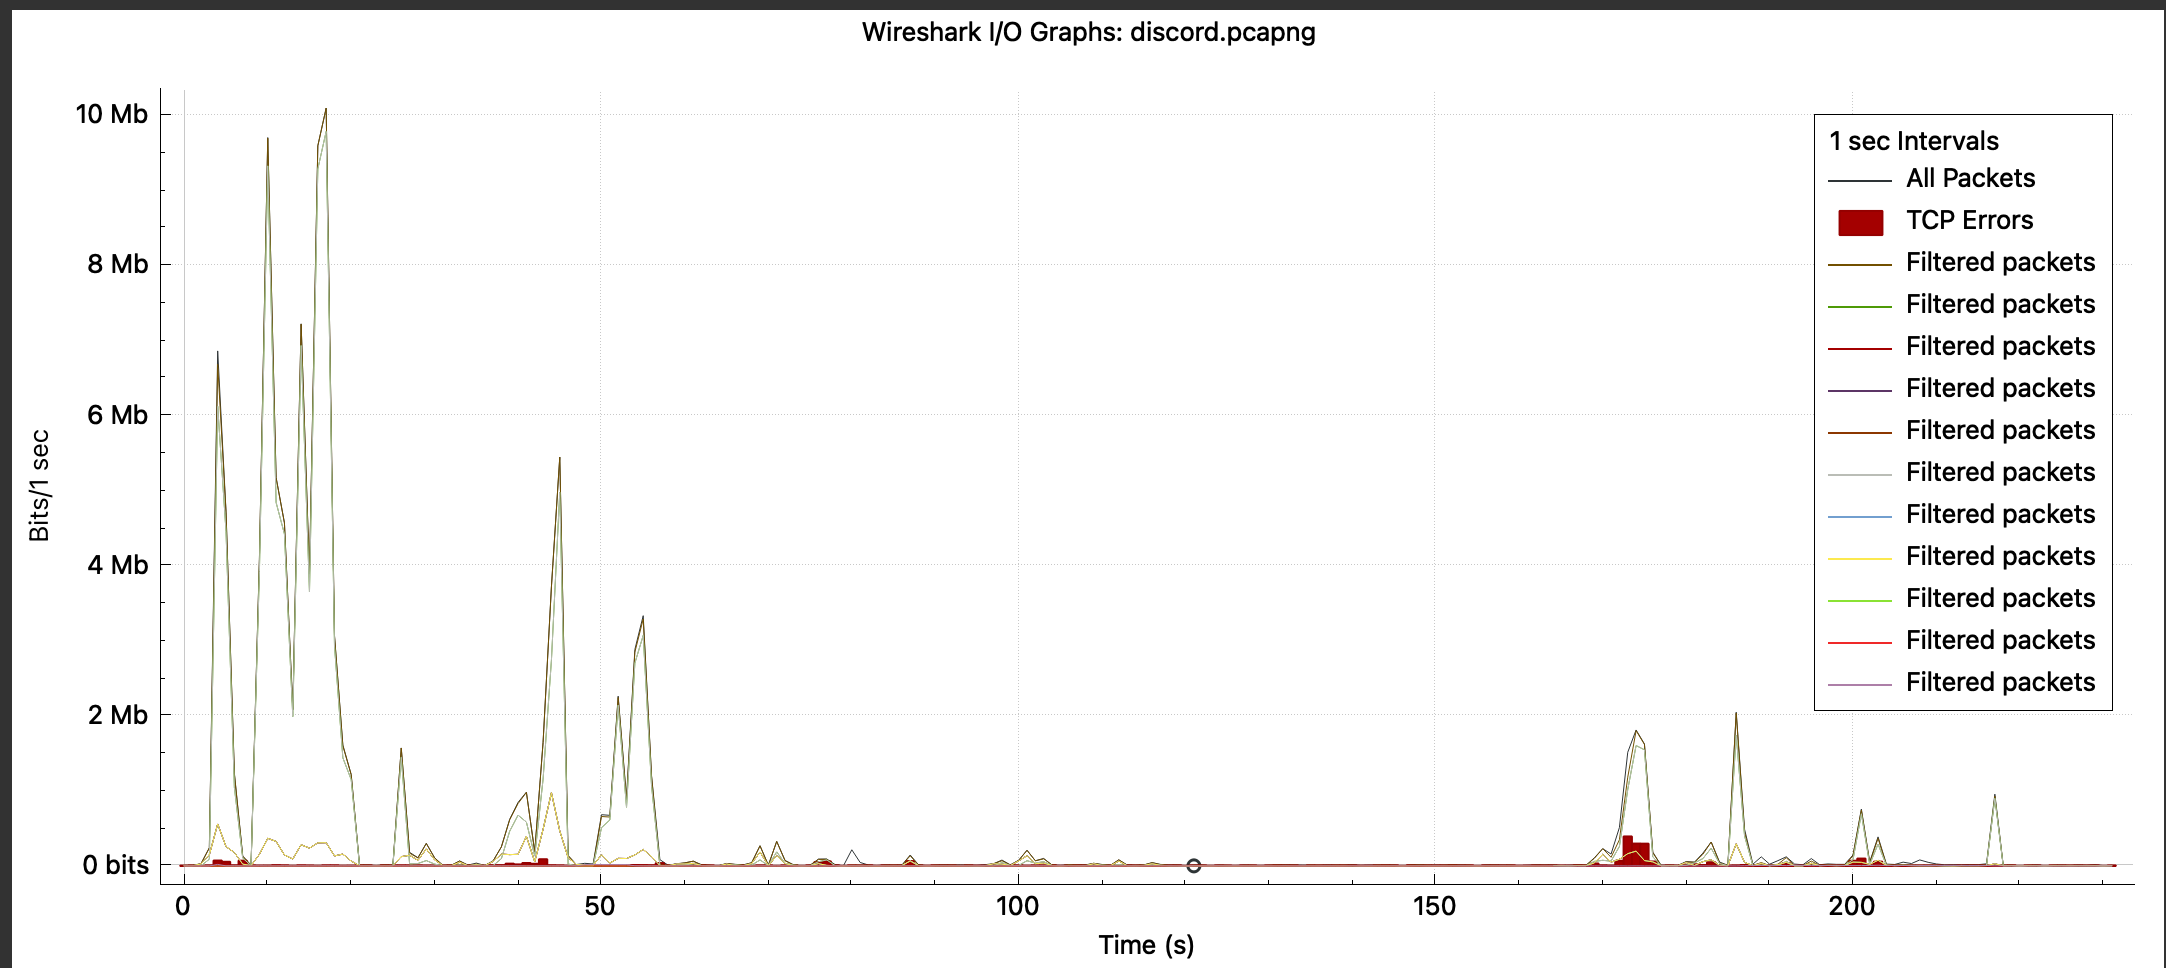 Wireshark I/O Graphs: discord.pcapng
10 Mb
8 Mb
6 Mb
4 Mb
2 Mb
0 bits
Bits/1 sec
0
50
100
150
200
Time (s)
1 sec Intervals
All Packets
TCP Errors
Filtered packets
Filtered packets
Filtered packets
Filtered packets
Filtered packets
Filtered packets
Filtered packets
Filtered packets
Filtered packets
Filtered packets
Filtered packets